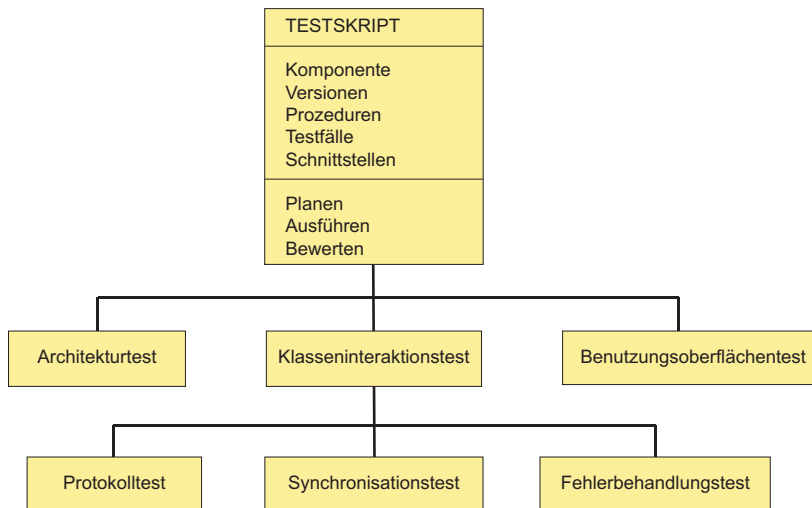 TESTSKRIPT
Komponente
Versionen
Prozeduren
Testfälle
Schnittstellen
Planen
Ausführen
Bewerten
Architekturtest
Klasseninteraktionstest
Benutzungsoberflächentest
Protokolltest
Synchronisationstest
Fehlerbehandlungstest